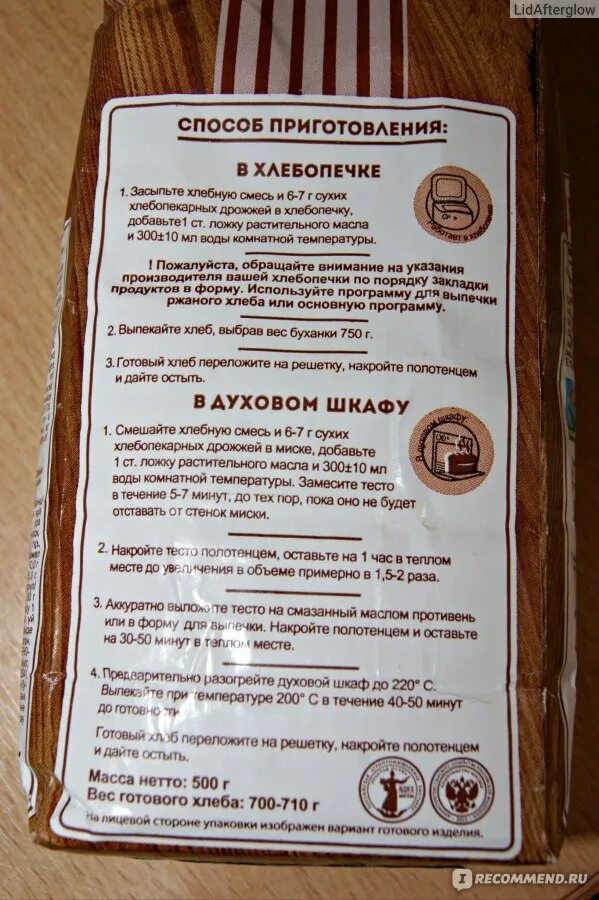 LidAfterglow
СПОСОБ ПРИГОТОВЛЕНИЯ:
В ХЛЕБОПЕЧКЕ
1. Засыпьте хлебную смесь и 6-7 г сухих
хлебопекарных дрожжей в хлебопечку,
добавьте1 ст. ложку растительного масла
и 300±10 мл воды комнатной температуры.
работает в хлебопечке
! Пожалуйста, обращайте внимание на указания
производителя вашей хлебопечки по порядку закладки
продуктов в форму. Используйте программу для выпечки
ржаного хлеба или основную программу.
2. Выпекайте хлеб, выбрав вес буханки 750 г.
3. Готовый хлеб переложите на решетку, накройте полотенцем
и дайте остыть.
В ДУХОВОМ ШКАФУ
1. Смешайте хлебную смесь и 6-7 г сухих
хлебопекарных дрожжей в миске, добавьте
1 ст. ложку растительного масла и 300±10 мл
воды комнатной температуры. Замесите тесто
в течение 5-7 минут, до тех пор, пока оно не будет
отставать от стенок миски.
В духовом шкафу
2. Накройте тесто полотенцем, оставьте на 1 час в теплом
месте до увеличения в объеме примерно в 1,5-2 раза.
3. Аккуратно выложите тесто на смазанный маслом противень
или в форму для выпечки. Накройте полотенцем и оставьте
на 30-50 минут в теплом месте.
4. Предварительно разогрейте духовой шкаф до 220° С.
Выпекайте при температуре 200° С в течение 40-50 минут
до готовности
Готовый хлеб переложите на решетку, накройте полотенцем
и дайте остыть.
Масса нетто: 500 г
Вес готового хлеба: 700-710 г
На лицевой стороне упаковки изображен вариант готового изделия.
IRECOMMEND.RU